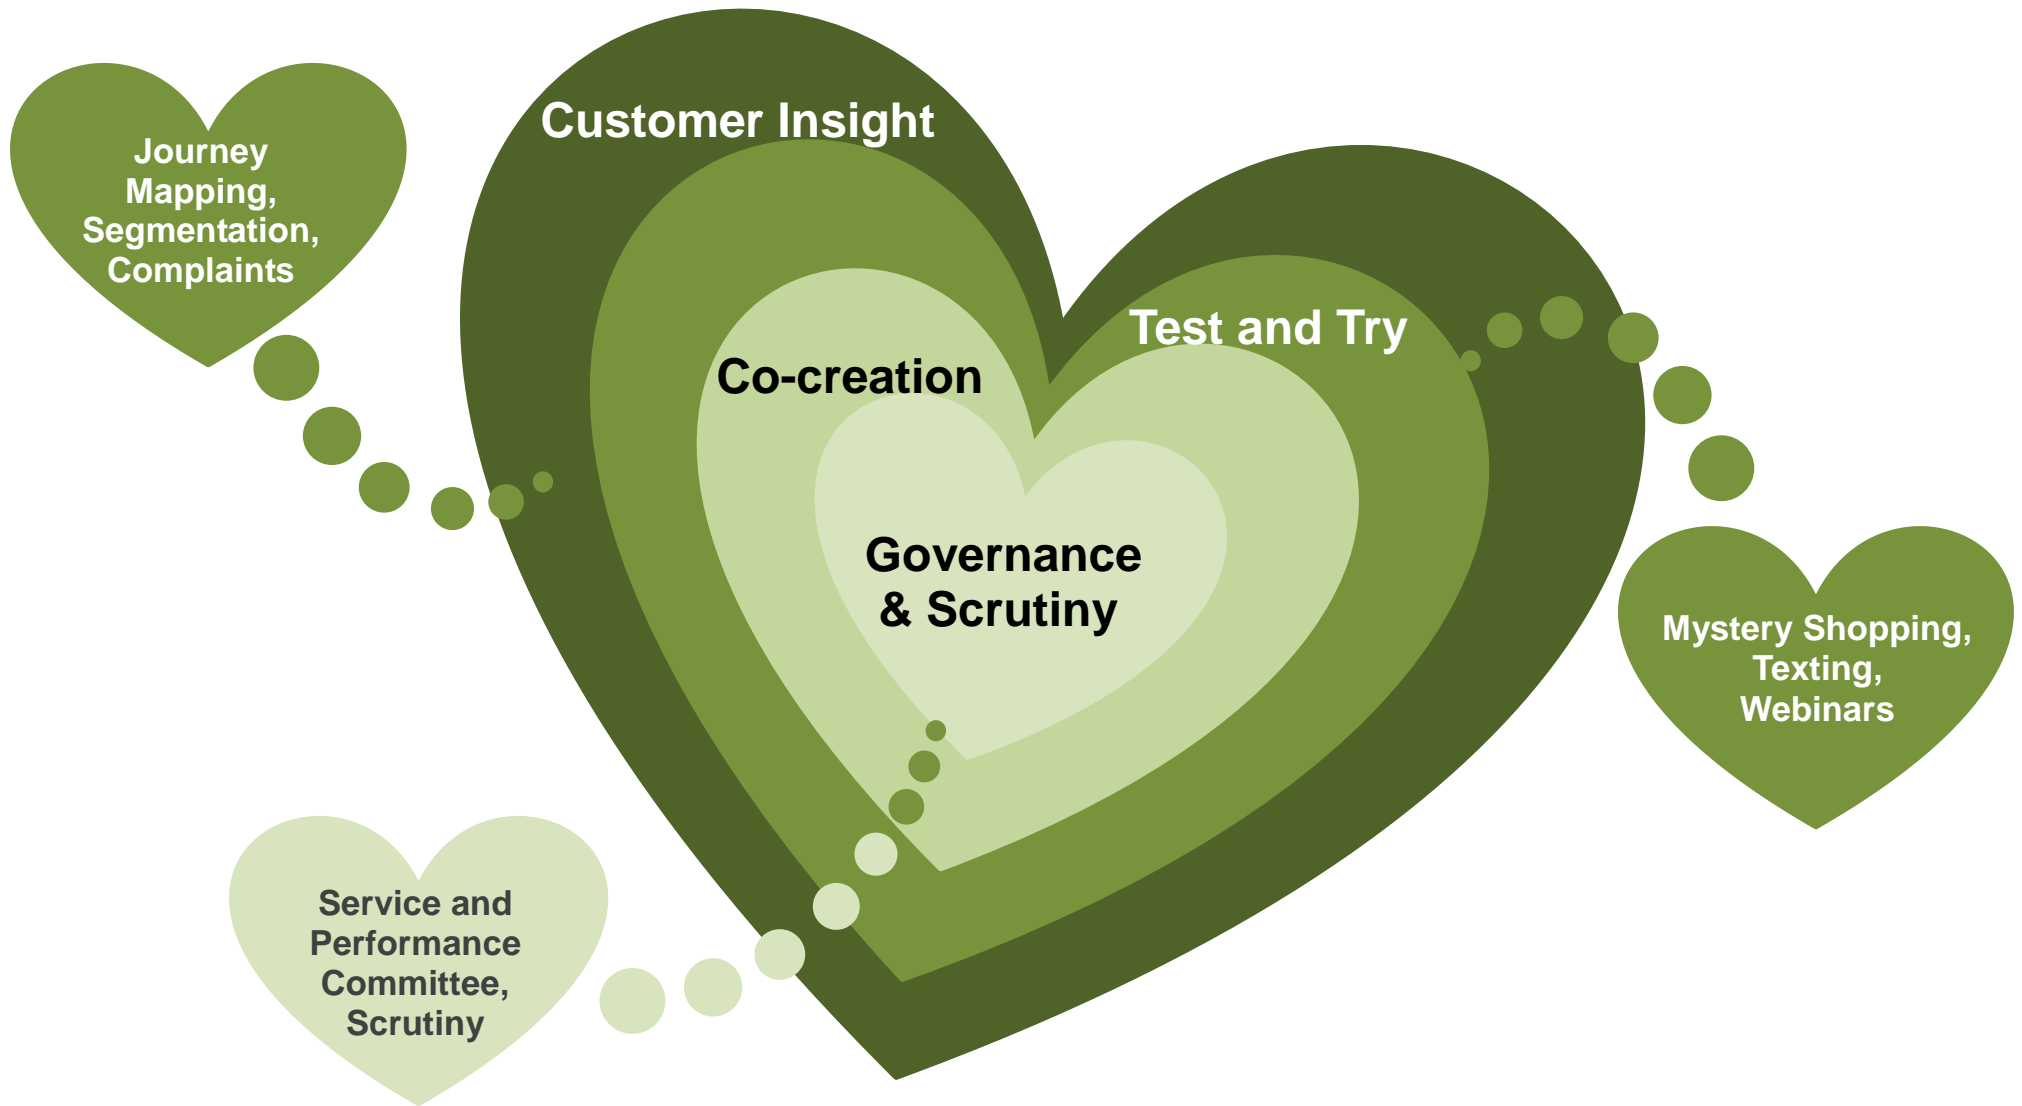 Customer Insight
Journey
Mapping,
Segmentation,
Complaints
Test and Try
Co-creation
Governance
& Scrutiny
Mystery Shopping,
Texting,
Webinars
Service and
Performance
Committee,
Scrutiny